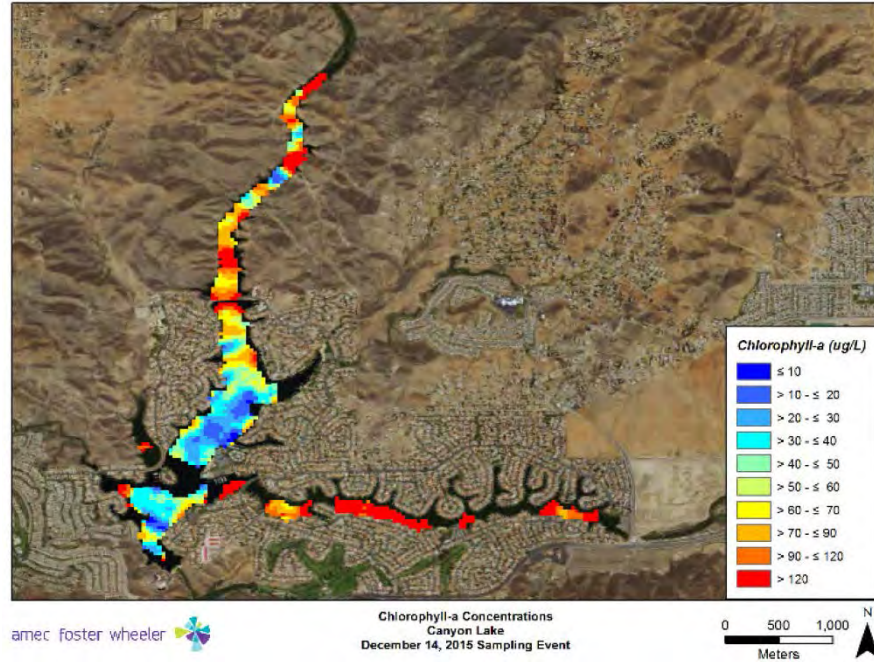 Chlorophyll-a (ug/L)
≤ 10
> 10 - ≤ 20
> 20 - ≤ 30
> 30 - ≤ 40
> 40 - ≤ 50
> 50 - ≤ 60
> 60 - ≤ 70
> 70 - ≤ 90
> 90 - ≤ 120
> 120
amec foster wheeler
Chlorophyll-a Concentrations
Canyon Lake
December 14, 2015 Sampling Event
0 500 1,000
Meters
N